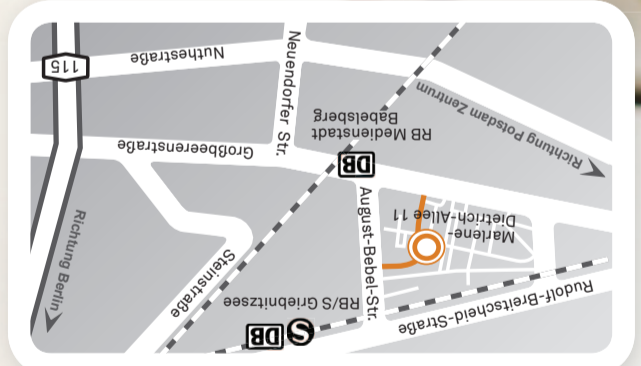 S DB
RB/S Griebnitzsee
Rudolf-Breitscheid-Straße
August-Bebel-Str.
Steinstraße
Richtung Berlin
Marlene-
Dietrich-Allee 11
DB
RB Medienstadt
Babelsberg
Großbeerenstraße
Richtung Potsdam Zentrum
Neuendorfer Str.
Nuthestraße
115